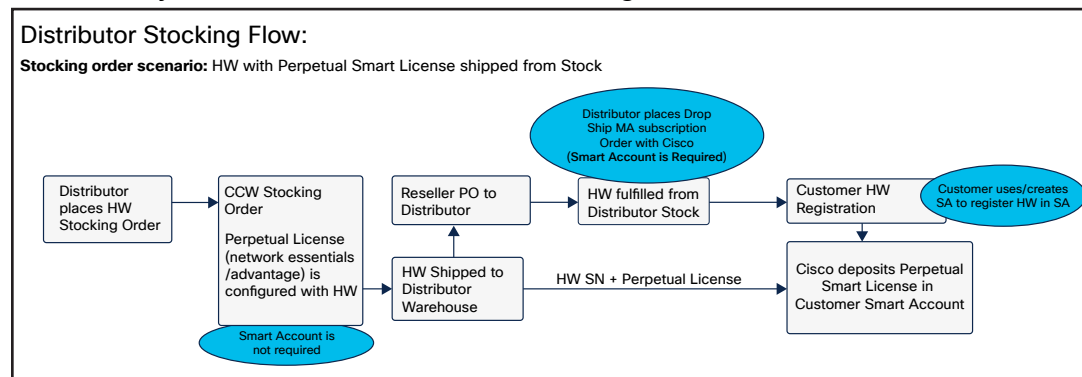 Distributor Stocking Flow:
Stocking order scenario: HW with Perpetual Smart License shipped from Stock
Distributor places Drop
Ship MA subscription
Order with Cisco
(Smart Account is Required)
Distributor
places HW
Stocking Order
CCW Stocking
Order
Perpetual License
(network essentials
/advantage) is
configured with HW
Smart Account is
not required
Reseller PO to
Distributor
HW Shipped to
Distributor
Warehouse
HW fulfilled from
Distributor Stock
HW SN + Perpetual License
Customer HW
Registration
Customer uses/creates
SA to register HW in SA
Cisco deposits Perpetual
Smart License in
Customer Smart Account